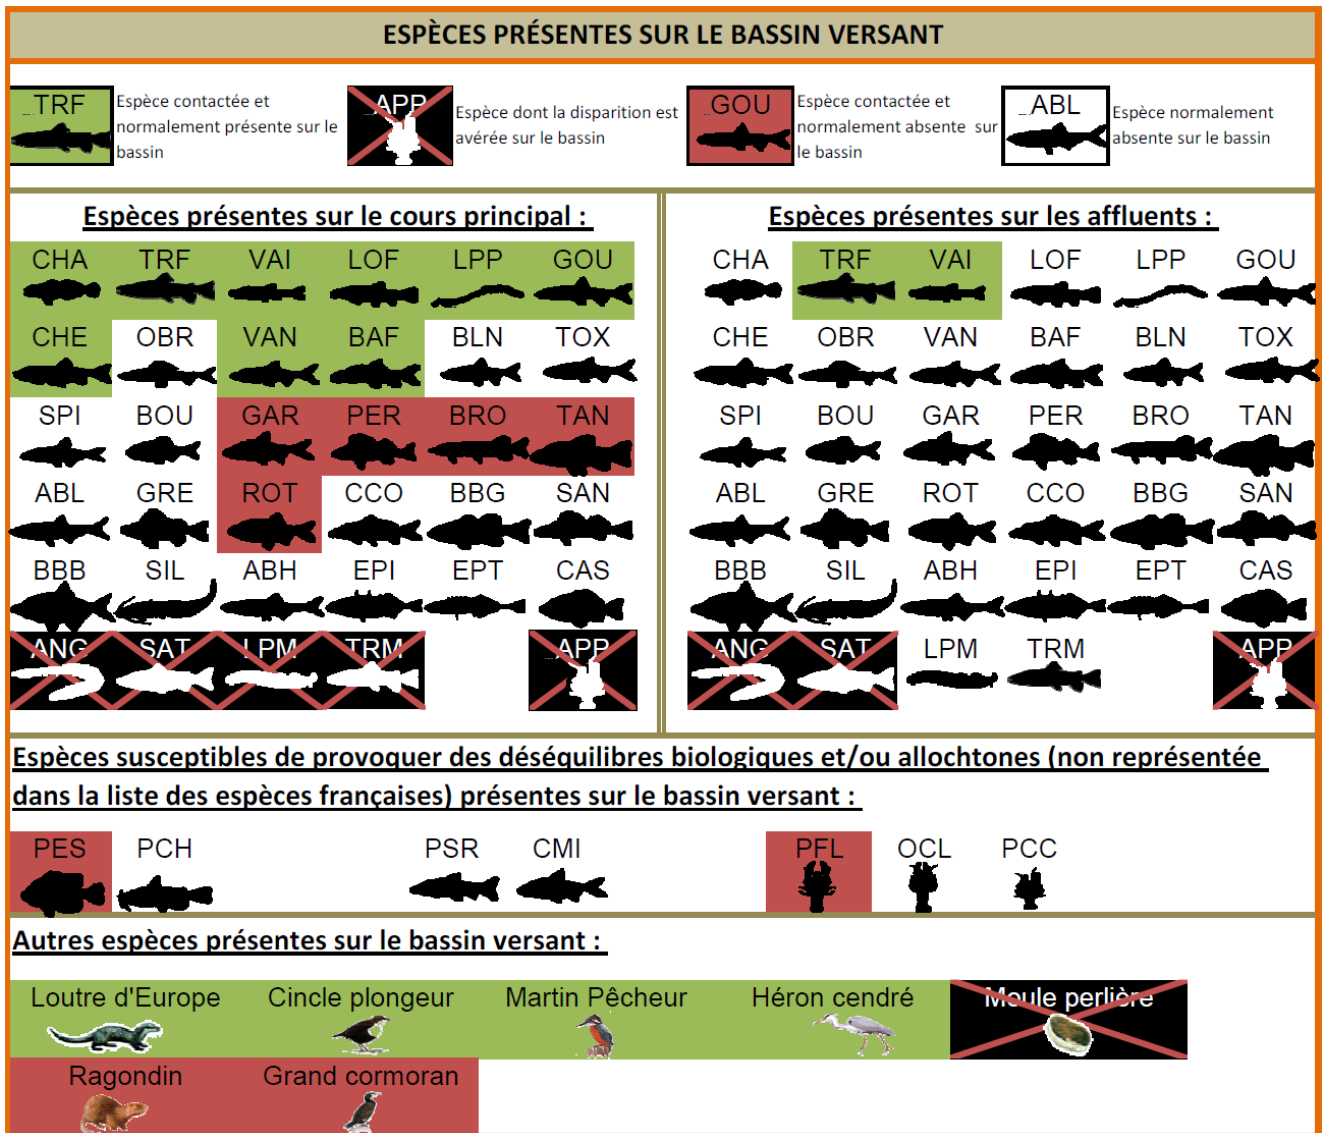 ESPÈCES PRÉSENTES SUR LE BASSIN VERSANT
TRF
Espèce contactée et
normalement présente sur le
bassin
APP
Espèce dont la disparition est
avérée sur le bassin
GOU
Espèce contactée et
normalement absente sur
le bassin
ABL
Espèce normalement
absente sur le bassin
Espèces présentes sur le cours principal :
CHA TRF VAI LOF LPP GOU
CHE OBR VAN BAF BLN TOX
SPI BOU GAR PER BRO TAN
ABL GRE ROT CCO BBG SAN
BBB SIL ABH EPI EPT CAS
ANG SAT LPM TRM APP
Espèces présentes sur les affluents :
CHA TRF VAI LOF LPP GOU
CHE OBR VAN BAF BLN TOX
SPI BOU GAR PER BRO TAN
ABL GRE ROT CCO BBG SAN
BBB SIL ABH EPI EPT CAS
ANG SAT LPM TRM APP
Espèces susceptibles de provoquer des déséquilibres biologiques et/ou allochtones (non représentée
dans la liste des espèces françaises) présentes sur le bassin versant :
PES PCH PSR CMI PFL OCL PCC
Autres espèces présentes sur le bassin versant :
Loutre d'Europe Cincle plongeur Martin Pêcheur Héron cendré Moule perlière
Ragondin Grand cormoran